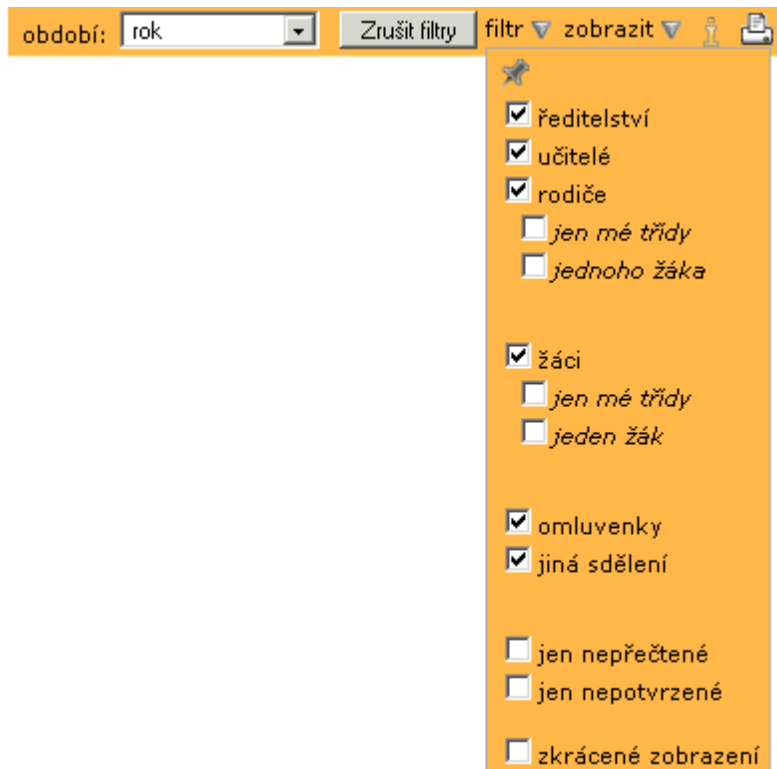 období: rok Zrušit filtry filtr zobrazit
ředitelství
učitelé
rodiče
jen mé třídy
jednoho žáka
žáci
jen mé třídy
jeden žák
omluvenky
jiná sdělení
jen nepřečtené
jen nepotvrzené
zkrácené zobrazení